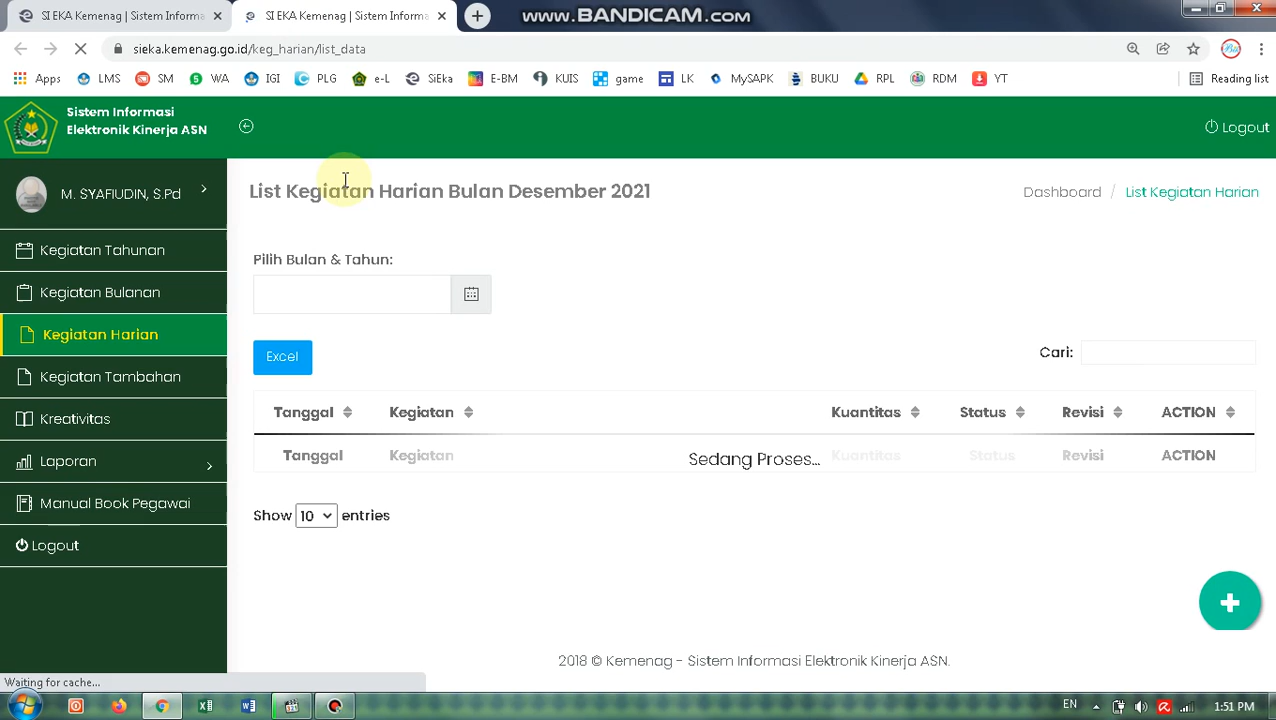 SI EKA Kemenag | Sistem Informa
SI EKA Kemenag | Sistem Informa
www.BANDICAM.com
sieka.kemenag.go.id/keg_harian/list_data
Apps LMS SM WA IGI PLG e-L SiEka E-BM KUIS game LK MySAPK BUKU RPL RDM YT Reading list
Sistem Informasi
Elektronik Kinerja ASN
Logout
M. SYAFIUDIN, S.Pd
List Kegiatan Harian Bulan Desember 2021
Dashboard / List Kegiatan Harian
Kegiatan Tahunan
Kegiatan Bulanan
Kegiatan Harian
Kegiatan Tambahan
Kreativitas
Laporan
Manual Book Pegawai
Logout
Pilih Bulan & Tahun:
Excel
Cari:
Tanggal Kegiatan Kuantitas Status Revisi ACTION
Tanggal Kegiatan Sedang Proses... Kuantitas Status Revisi ACTION
Show 10 entries
2018 © Kemenag - Sistem Informasi Elektronik Kinerja ASN.
Waiting for cache...
EN 1:51 PM